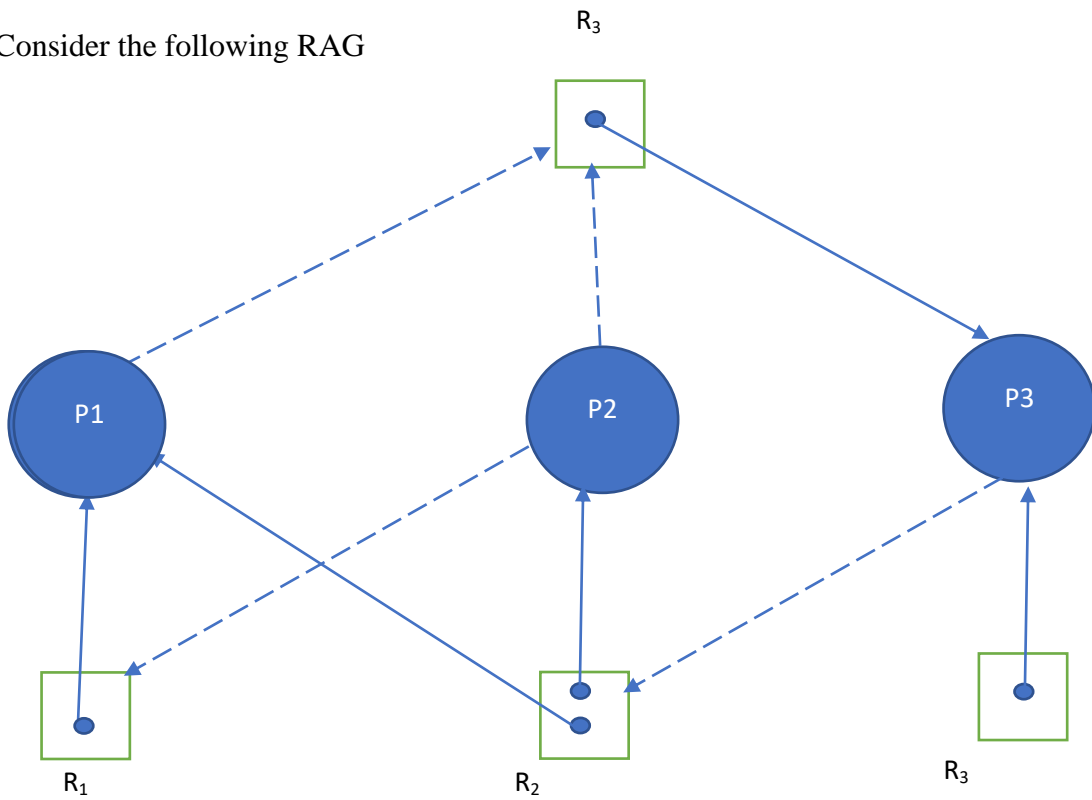 R₃
Consider the following RAG
P1
P2
P3
R₁
R₂
R₃